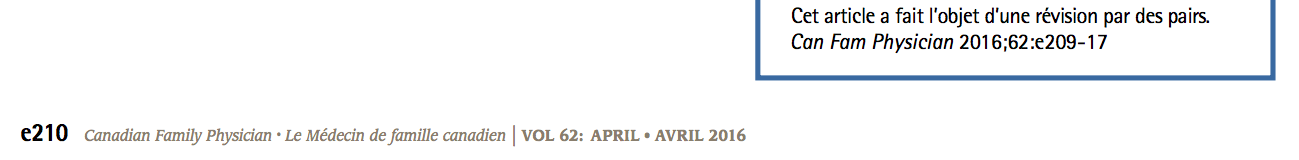 Cet article a fait l'objet d'une révision par des pairs.
Can Fam Physician 2016;62:e209-17
e210 Canadian Family Physician • Le Médecin de famille canadien | VOL 62: APRIL • AVRIL 2016